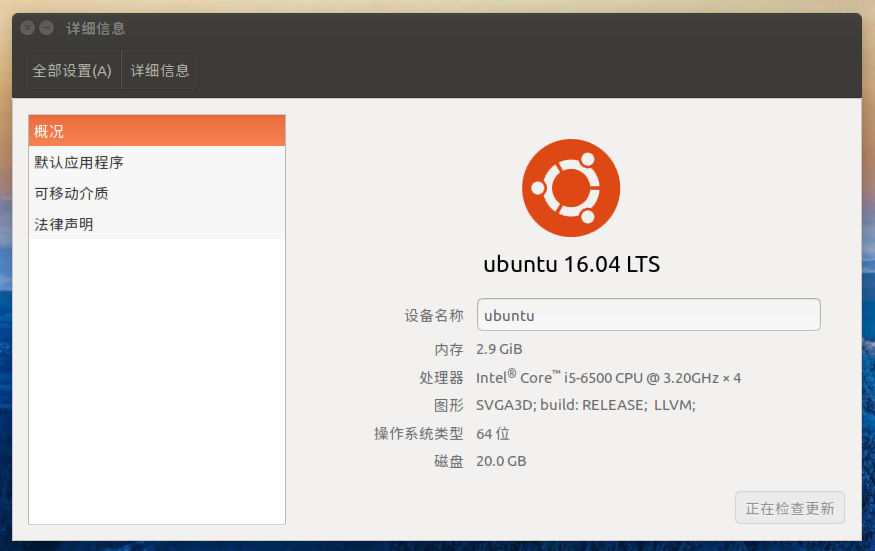 详细信息
全部设置(A) 详细信息
概况
默认应用程序
可移动介质
法律声明
ubuntu 16.04 LTS
设备名称 ubuntu
内存 2.9 GiB
处理器 Intel® Core™ i5-6500 CPU @ 3.20GHz × 4
图形 SVGA3D; build: RELEASE; LLVM;
操作系统类型 64 位
磁盘 20.0 GB
正在检查更新